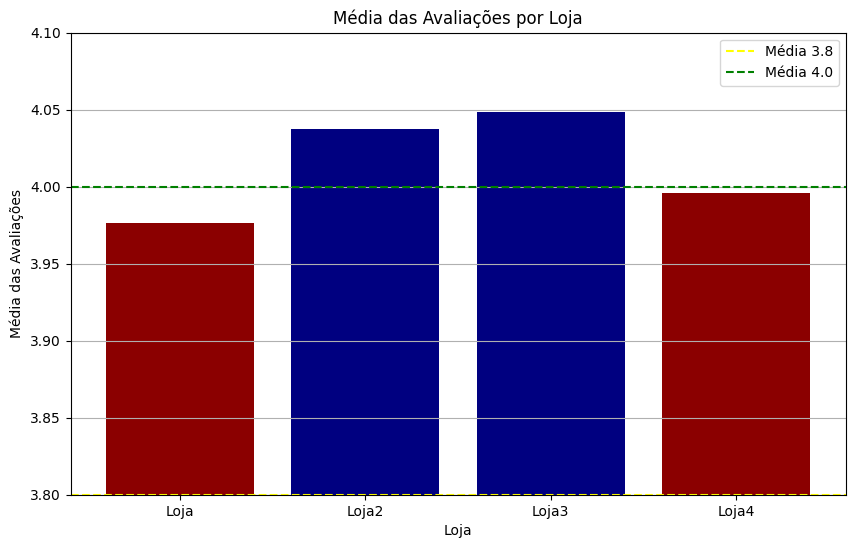 Média das Avaliações por Loja
Média 3.8
Média 4.0
Média das Avaliações
4.10
4.05
4.00
3.95
3.90
3.85
3.80
Loja
Loja2
Loja3
Loja4
Loja